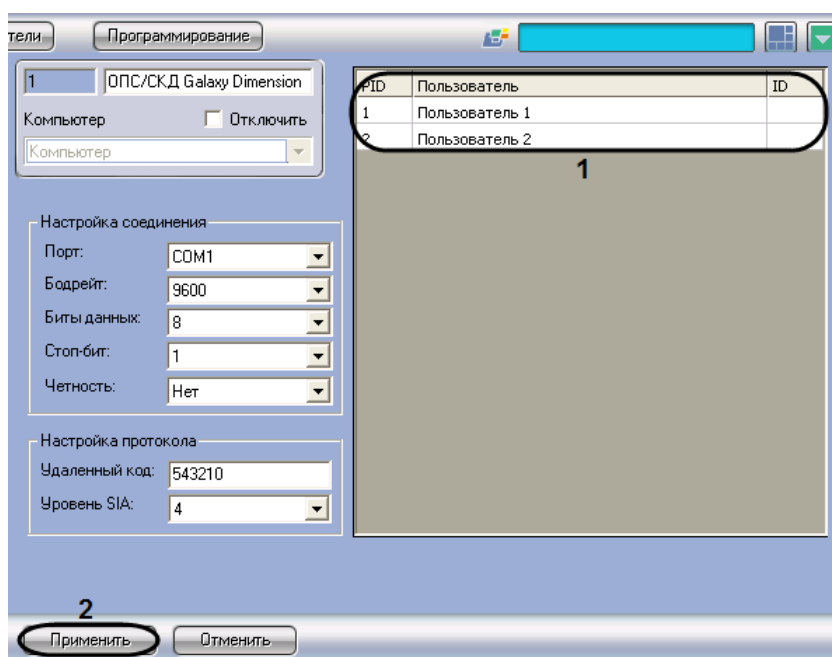 тели Программирование
1 ОПС/СКД Galaxy Dimension
Компьютер Отключить
Компьютер
PID Пользователь ID
1 Пользователь 1
2 Пользователь 2
1
Настройка соединения
Порт: COM1
Бодрейт: 9600
Биты данных: 8
Стоп-бит: 1
Четность: Нет
Настройка протокола
Удаленный код: 543210
Уровень SIA: 4
2
Применить Отменить